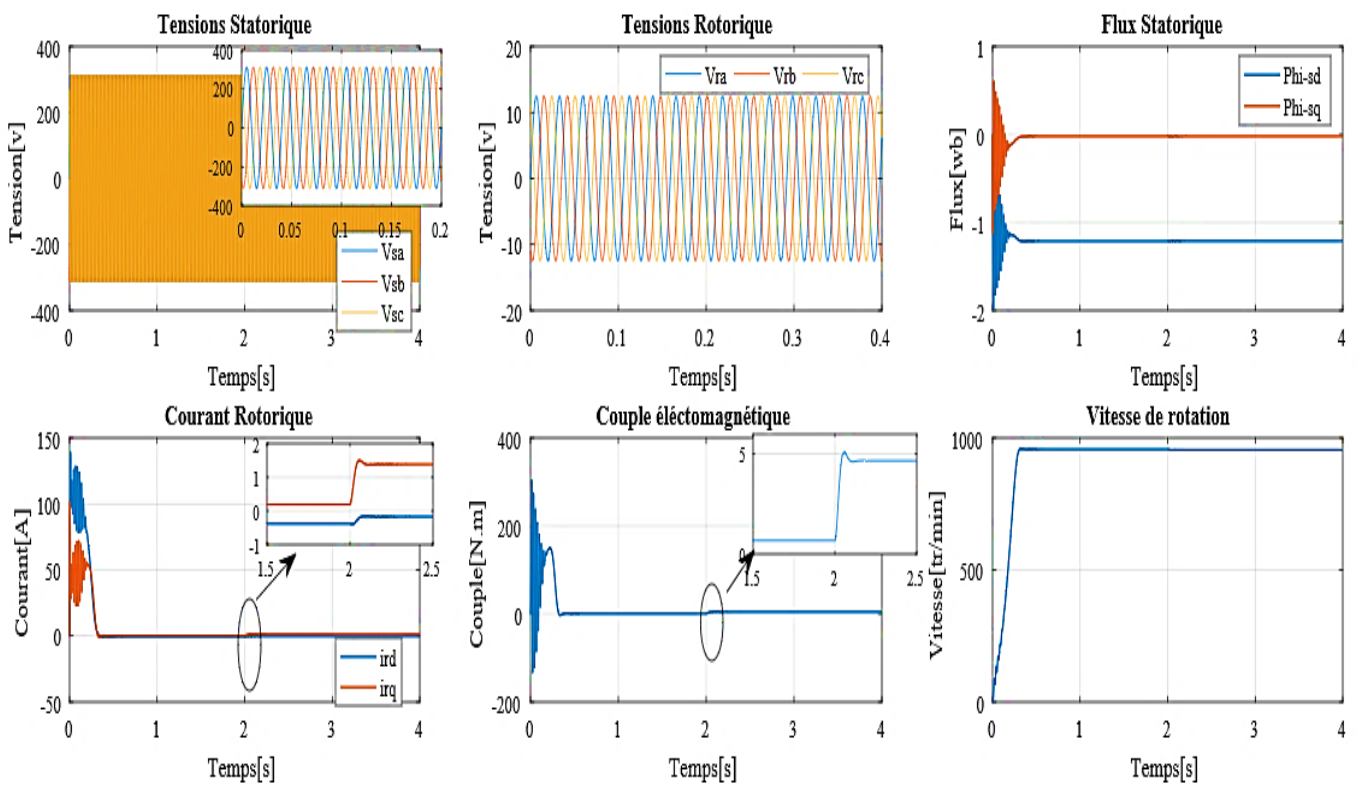 Tensions Statorique
Tension[v]
400
200
0
-200
-400
0 1 2 3 4
Temps[s]
400
200
0
-200
-400
0 0.05 0.1 0.15 0.2
Vsa
Vsb
Vsc
Tensions Rotorique
Tension[v]
20
10
0
-10
-20
0 0.1 0.2 0.3 0.4
Temps[s]
Vra Vrb Vrc
Flux Statorique
Flux[wb]
1
0
-1
-2
0 1 2 3 4
Temps[s]
Phi-sd
Phi-sq
Courant Rotorique
Courant[A]
150
100
50
0
-50
0 1 2 3 4
Temps[s]
2
1
0
-1
1.5 2 2.5
ird
irq
Couple éléctomagnétique
Couple[N.m]
400
200
0
-200
0 1 2 3 4
Temps[s]
5
0
1.5 2 2.5
Vitesse de rotation
Vitesse[tr/min]
1000
500
0
0 1 2 3 4
Temps[s]